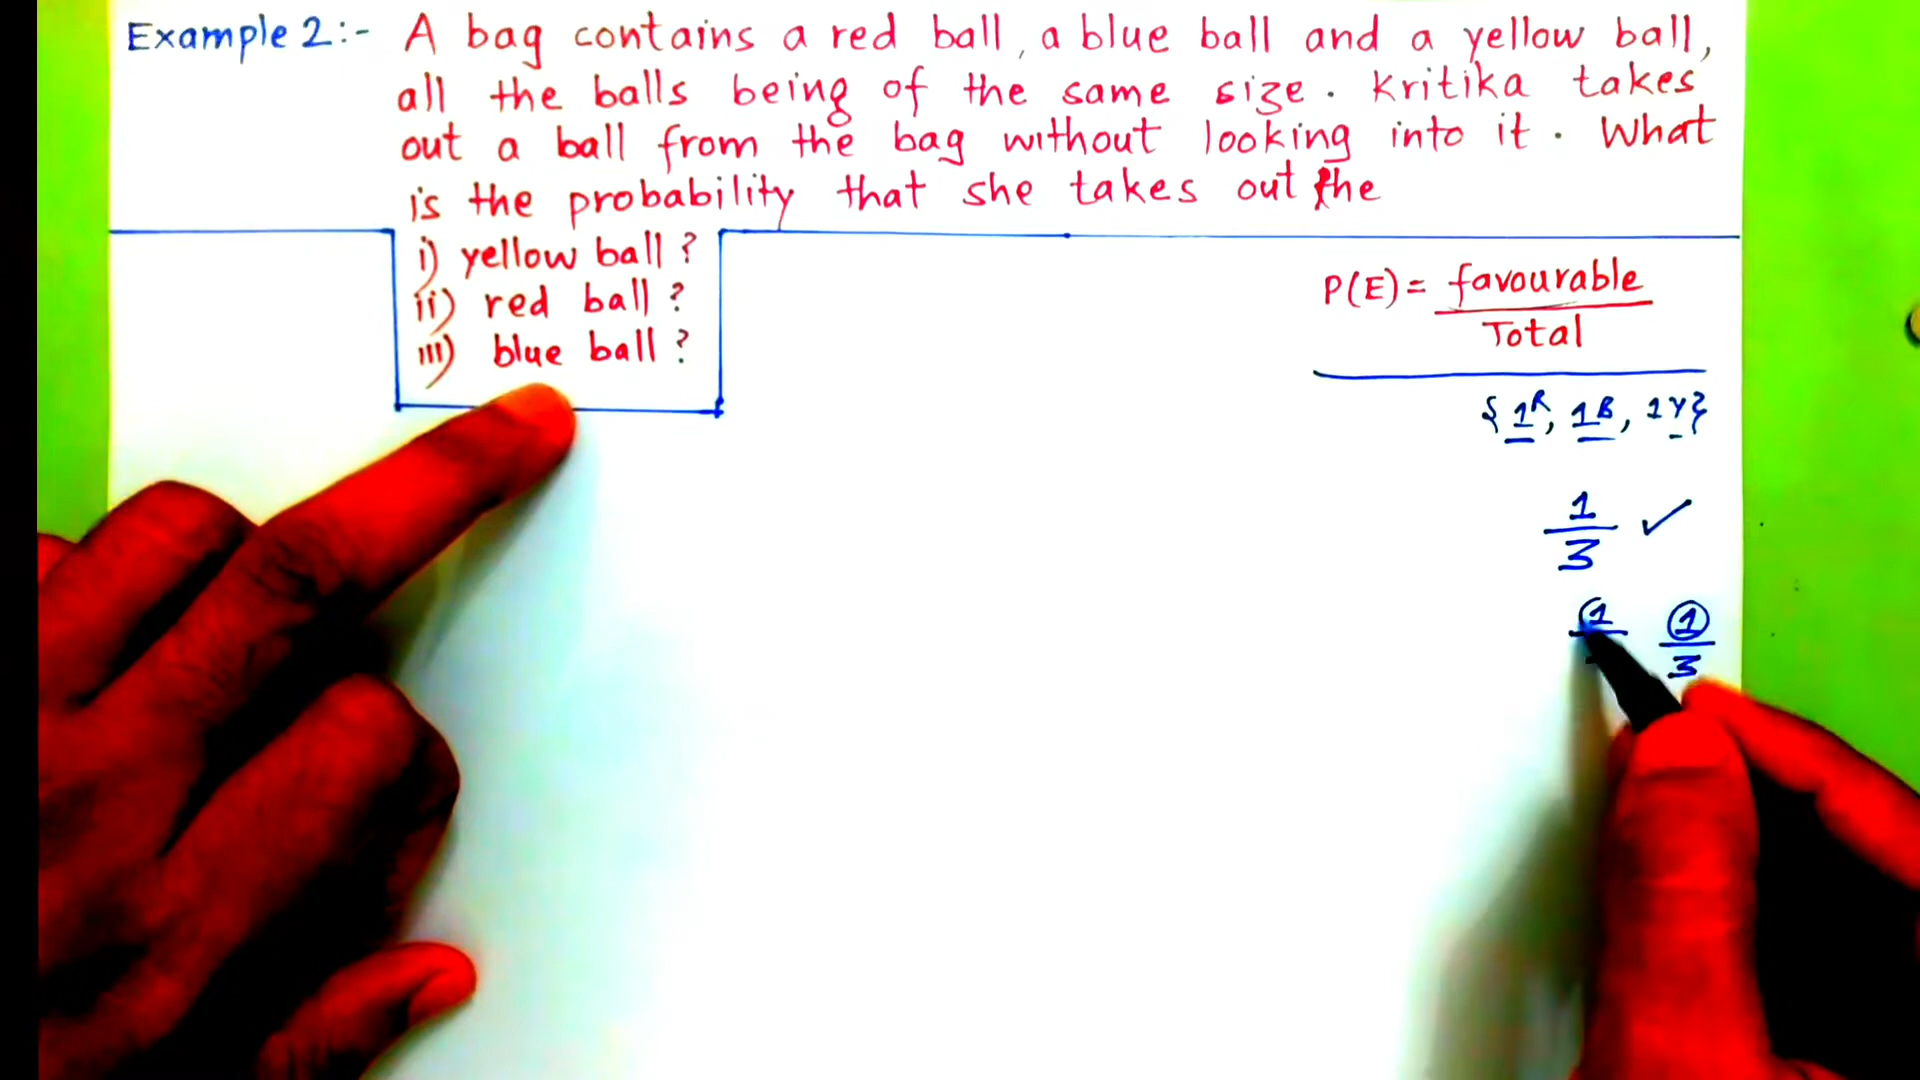 Example 2:- A bag contains a red ball, a blue ball and a yellow ball,
all the balls being of the same size. Kritika takes
out a ball from the bag without looking into it. What
is the probability that she takes out the
i) yellow ball?
ii) red ball?
iii) blue ball?
P(E) = favourable
Total
{1R, 1B, 1Y}
1
3 ✓
1 1
3